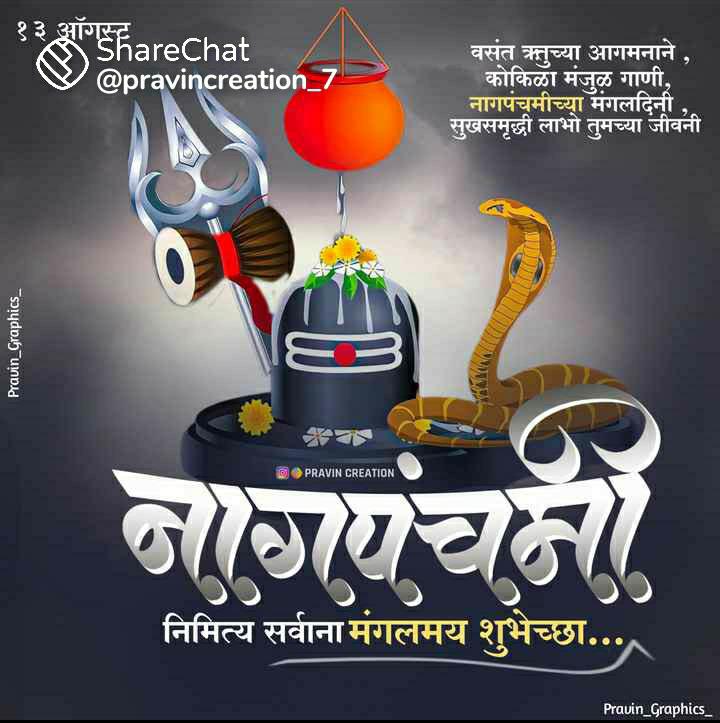 १३ ऑगस्ट
ShareChat
@pravincreation_7
वसंत ऋतुच्या आगमनाने ,
कोकिळा मंजुळ गाणी,
नागपंचमीच्या मंगलदिनी ,
सुखसमृद्धी लाभो तुमच्या जीवनी
Pravin_Graphics_
PRAVIN CREATION
नागपंचमी
निमित्य सर्वाना मंगलमय शुभेच्छा...
Pravin_Graphics_